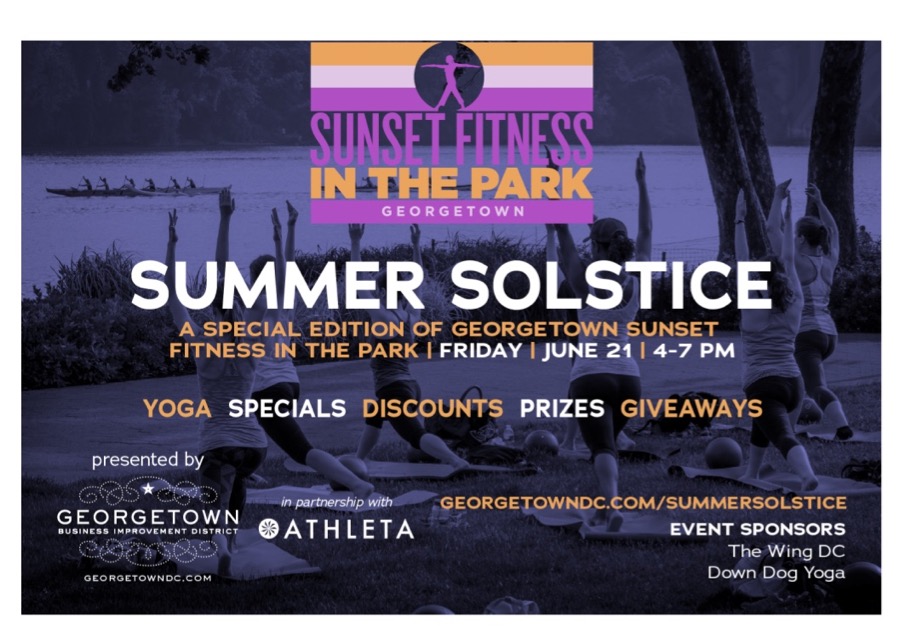 SUNSET FITNESS
IN THE PARK
GEORGETOWN
SUMMER SOLSTICE
A SPECIAL EDITION OF GEORGETOWN SUNSET
FITNESS IN THE PARK | FRIDAY | JUNE 21 | 4-7 PM
YOGA SPECIALS DISCOUNTS PRIZES GIVEAWAYS
presented by
GEORGETOWN
BUSINESS IMPROVEMENT DISTRICT
GEORGETOWNDC.COM
in partnership with
ATHLETA
GEORGETOWNDC.COM/SUMMERSOLSTICE
EVENT SPONSORS
The Wing DC
Down Dog Yoga